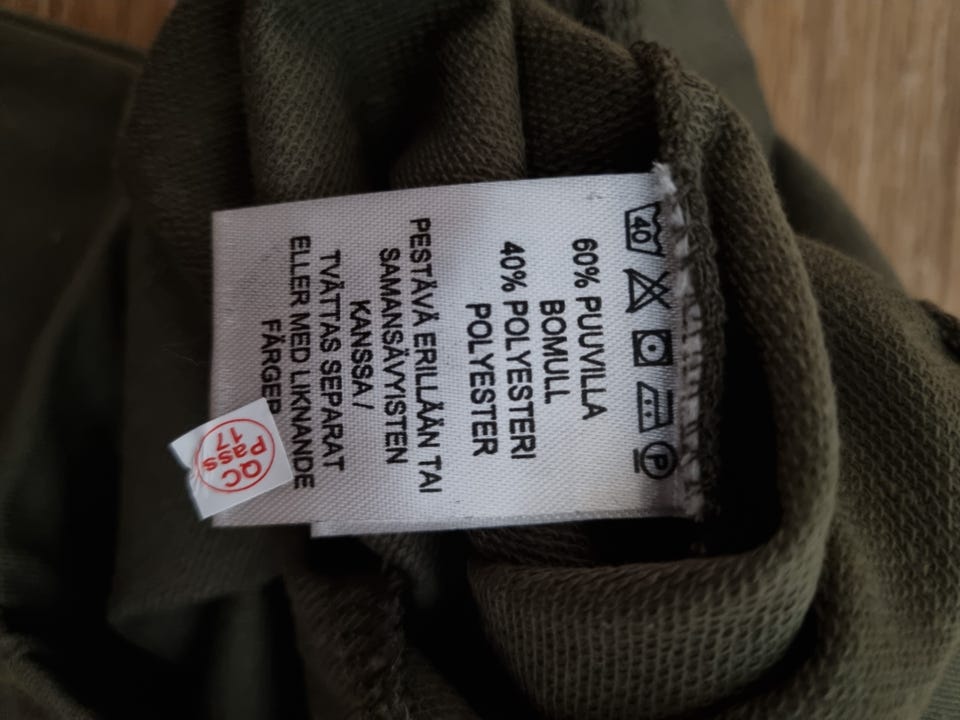 40
P
60% PUUVILLA
BOMULL
40% POLYESTERI
POLYESTER
PESTÄVÄ ERILLÄÄN TAI
SAMANSÄVYISTEN
KANSSA /
TVÄTTAS SEPARAT
ELLER MED LIKNANDE
FÄRGER
QC
Pass
17